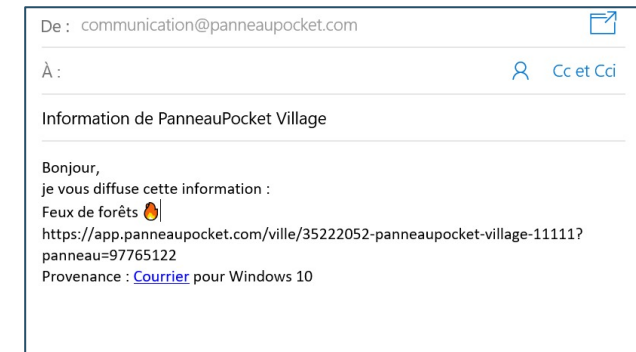 De : communication@panneaupocket.com
À : Cc et Cci
Information de PanneauPocket Village
Bonjour,
je vous diffuse cette information :
Feux de forêts 🔥
https://app.panneaupocket.com/ville/35222052-panneaupocket-village-11111?
panneau=97765122
Provenance : Courrier pour Windows 10